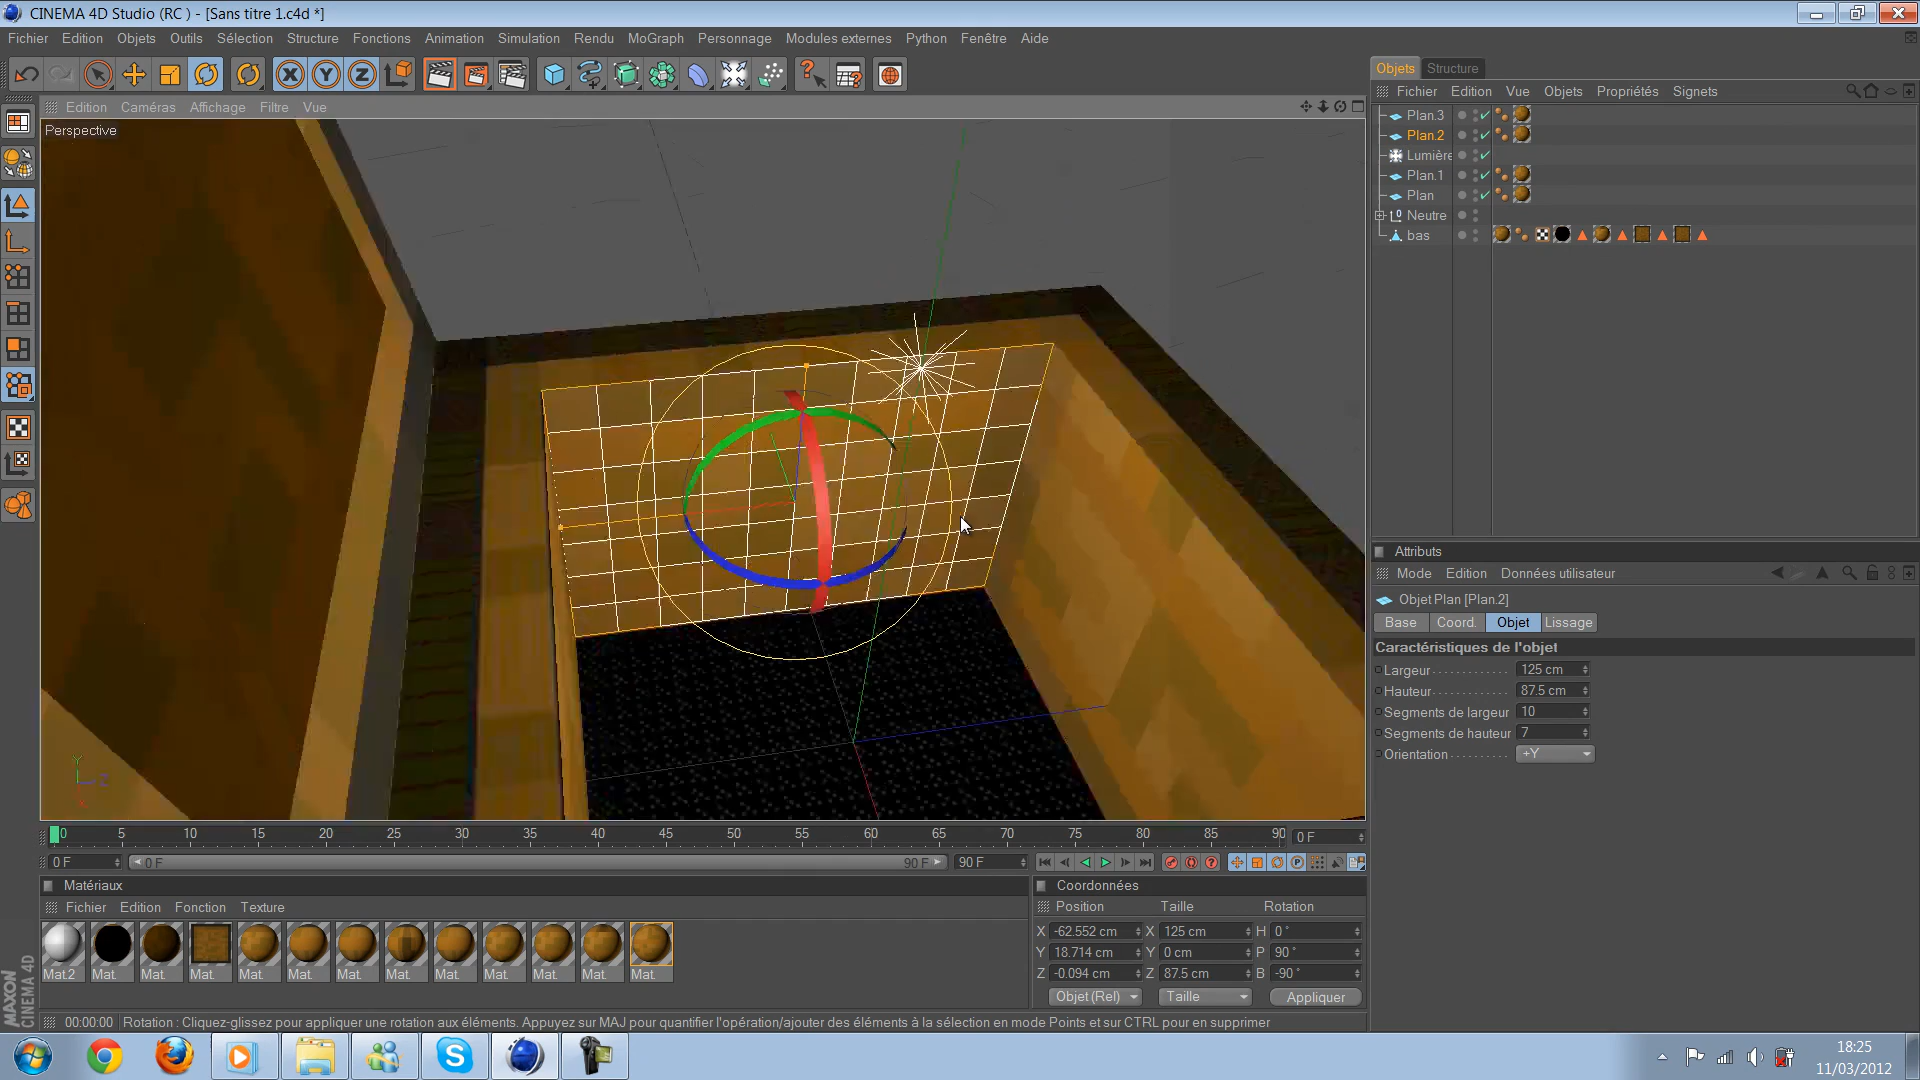 CINEMA 4D Studio (RC ) - [Sans titre 1.c4d *]
Fichier Edition Objets Outils Sélection Structure Fonctions Animation Simulation Rendu MoGraph Personnage Modules externes Python Fenêtre Aide
X Y Z
Objets Structure
Fichier Edition Vue Objets Propriétés Signets
Edition Caméras Affichage Filtre Vue
Perspective
Plan.3
Plan.2
Lumière
Plan.1
Plan
Neutre
bas
Y
Z
X
Attributs
Mode Edition Données utilisateur
Objet Plan [Plan.2]
Base Coord. Objet Lissage
Caractéristiques de l'objet
Largeur 125 cm
Hauteur 87.5 cm
Segments de largeur 10
Segments de hauteur 7
Orientation +Y
0 5 10 15 20 25 30 35 40 45 50 55 60 65 70 75 80 85 90 0 F
0 F 0 F 90 F 90 F
Matériaux
Fichier Edition Fonction Texture
Mat.2 Mat. Mat. Mat. Mat. Mat. Mat. Mat. Mat. Mat. Mat. Mat. Mat.
Coordonnées
Position Taille Rotation
X -62.552 cm X 125 cm H 0 °
Y 18.714 cm Y 0 cm P 90 °
Z -0.094 cm Z 87.5 cm B -90 °
Objet (Rel) Taille Appliquer
MAXON CINEMA 4D
00:00:00 Rotation : Cliquez-glissez pour appliquer une rotation aux éléments. Appuyez sur MAJ pour quantifier l'opération/ajouter des éléments à la sélection en mode Points et sur CTRL pour en supprimer
18:25
11/03/2012